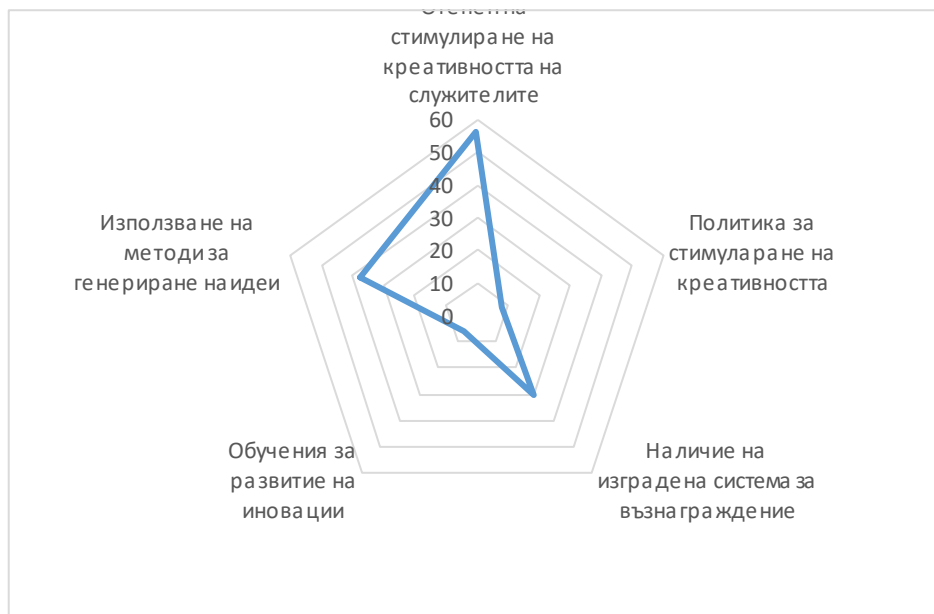 стимулиране на
креативността на
служителите
60
50
40
30
20
10
0
Политика за
стимуларане на
креативността
Наличие на
изградена система за
възнаграждение
Обучения за
развитие на
иновации
Използване на
методи за
генериране на идеи